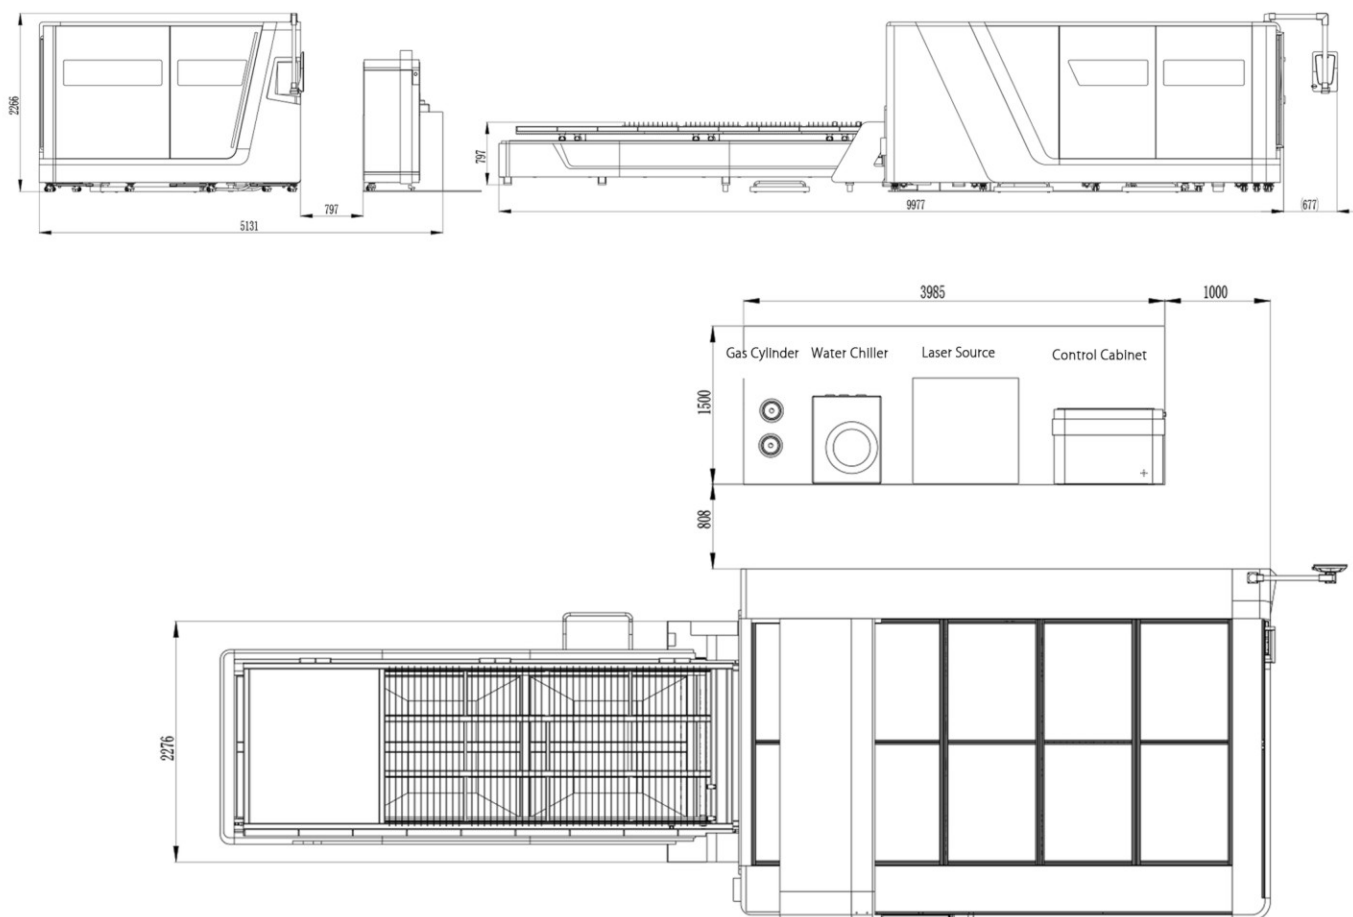 2266
797
5131
797
9977
(677)
3985
1000
Gas Cylinder
Water Chiller
Laser Source
Control Cabinet
1500
808
2276